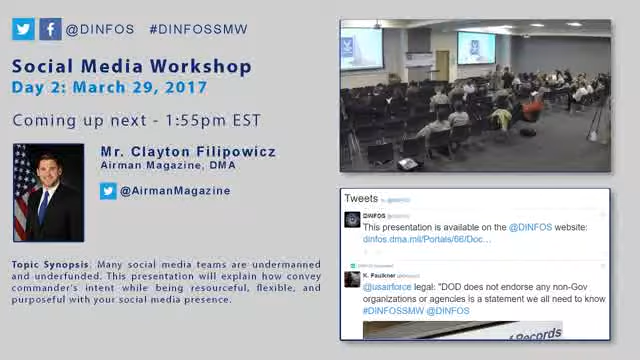 @DINFOS #DINFOSSMW
Social Media Workshop
Day 2: March 29, 2017
Coming up next - 1:55pm EST
Mr. Clayton Filipowicz
Airman Magazine, DMA
@AirmanMagazine
Topic Synopsis: Many social media teams are undermanned
and underfunded. This presentation will explain how convey
commander's intent while being resourceful, flexible, and
purposeful with your social media presence.
Tweets
DINFOS
This presentation is available on the @DINFOS website:
dinfos.dma.mil/Portals/66/Doc…
K. Faulkner
@usairforce legal: "DOD does not endorse any non-Gov
organizations or agencies is a statement we all need to know
#DINFOSSMW @DINFOS
of Records